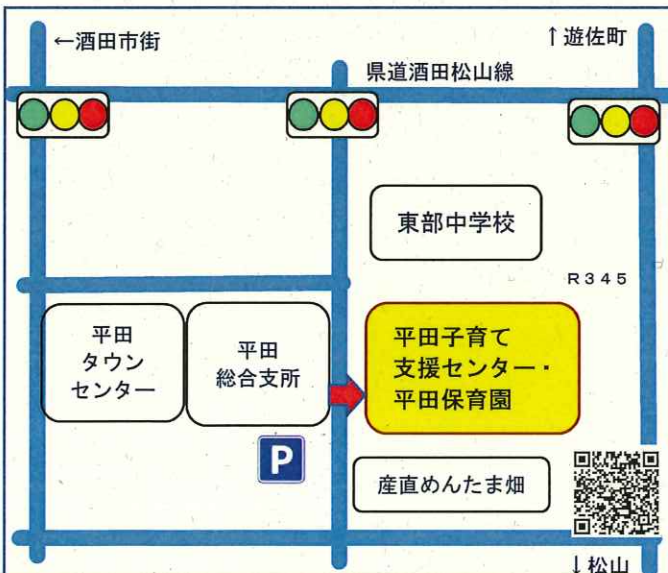 ←酒田市街
↑遊佐町
県道酒田松山線
東部中学校
R345
平田
タウン
センター
平田
総合支所
平田子育て
支援センター・
平田保育園
P
産直めんたま畑
↓松山